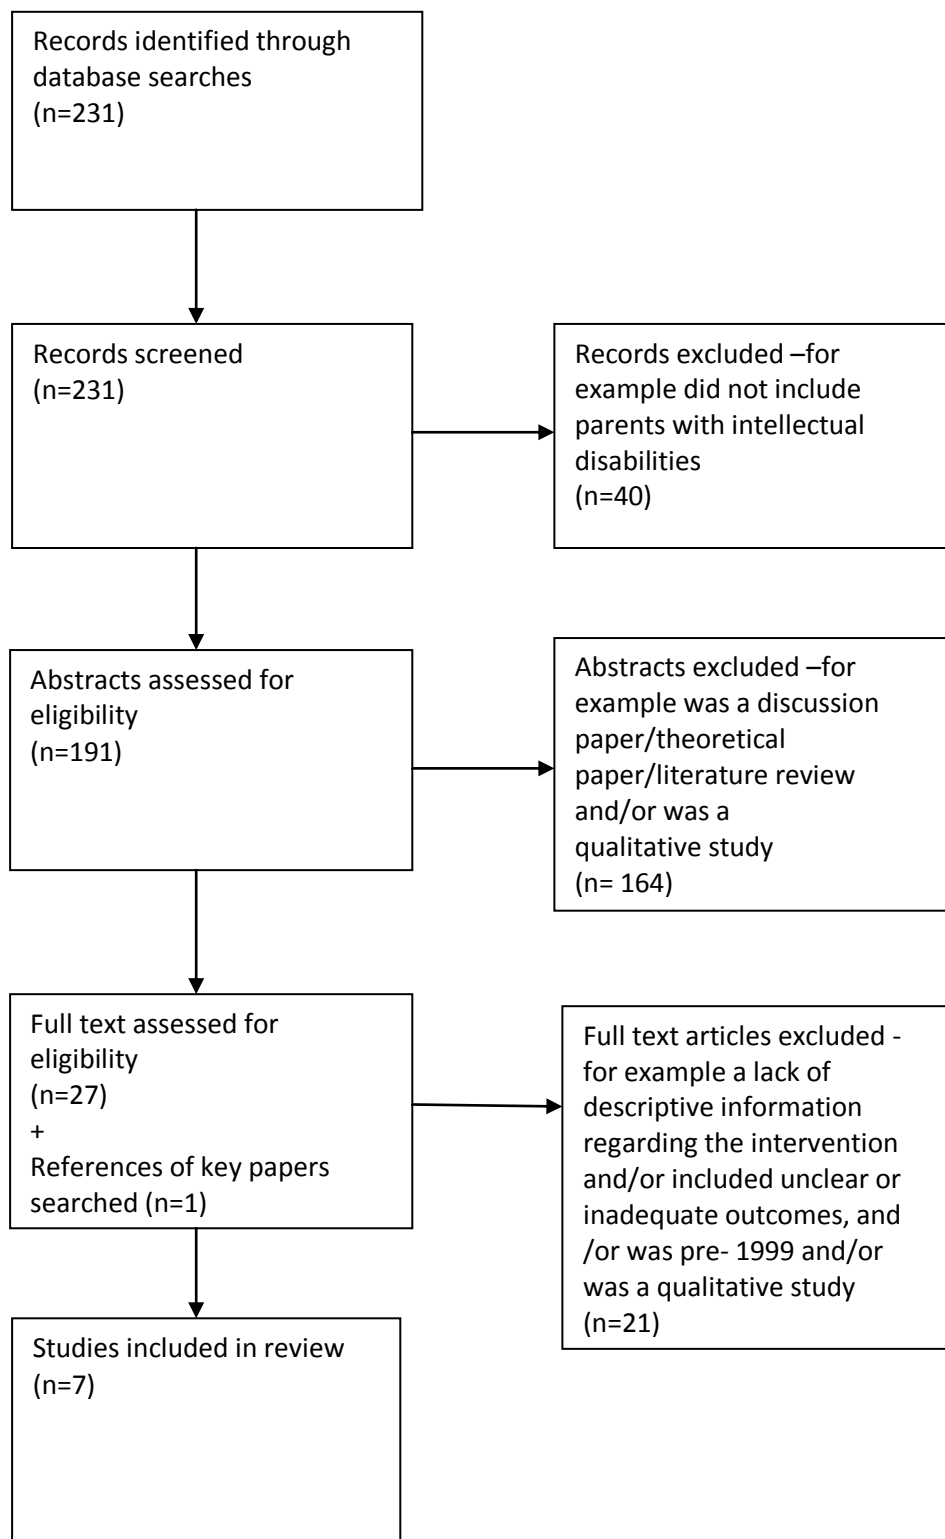 Records identified through
database searches
(n=231)
Records screened
(n=231)
Records excluded –for
example did not include
parents with intellectual
disabilities
(n=40)
Abstracts assessed for
eligibility
(n=191)
Abstracts excluded –for
example was a discussion
paper/theoretical
paper/literature review
and/or was a
qualitative study
(n= 164)
Full text assessed for
eligibility
(n=27)
+
References of key papers
searched (n=1)
Full text articles excluded -
for example a lack of
descriptive information
regarding the intervention
and/or included unclear or
inadequate outcomes, and
/or was pre- 1999 and/or
was a qualitative study
(n=21)
Studies included in review
(n=7)